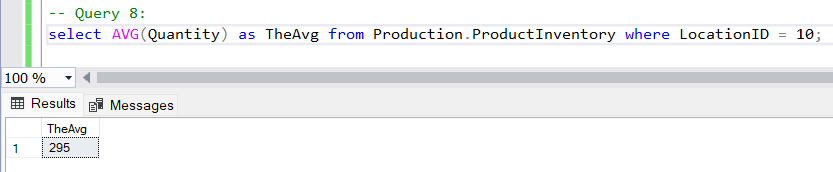 -- Query 8:
select AVG(Quantity) as TheAvg from Production.ProductInventory where LocationID = 10;
100 %
Results Messages
TheAvg
1 295